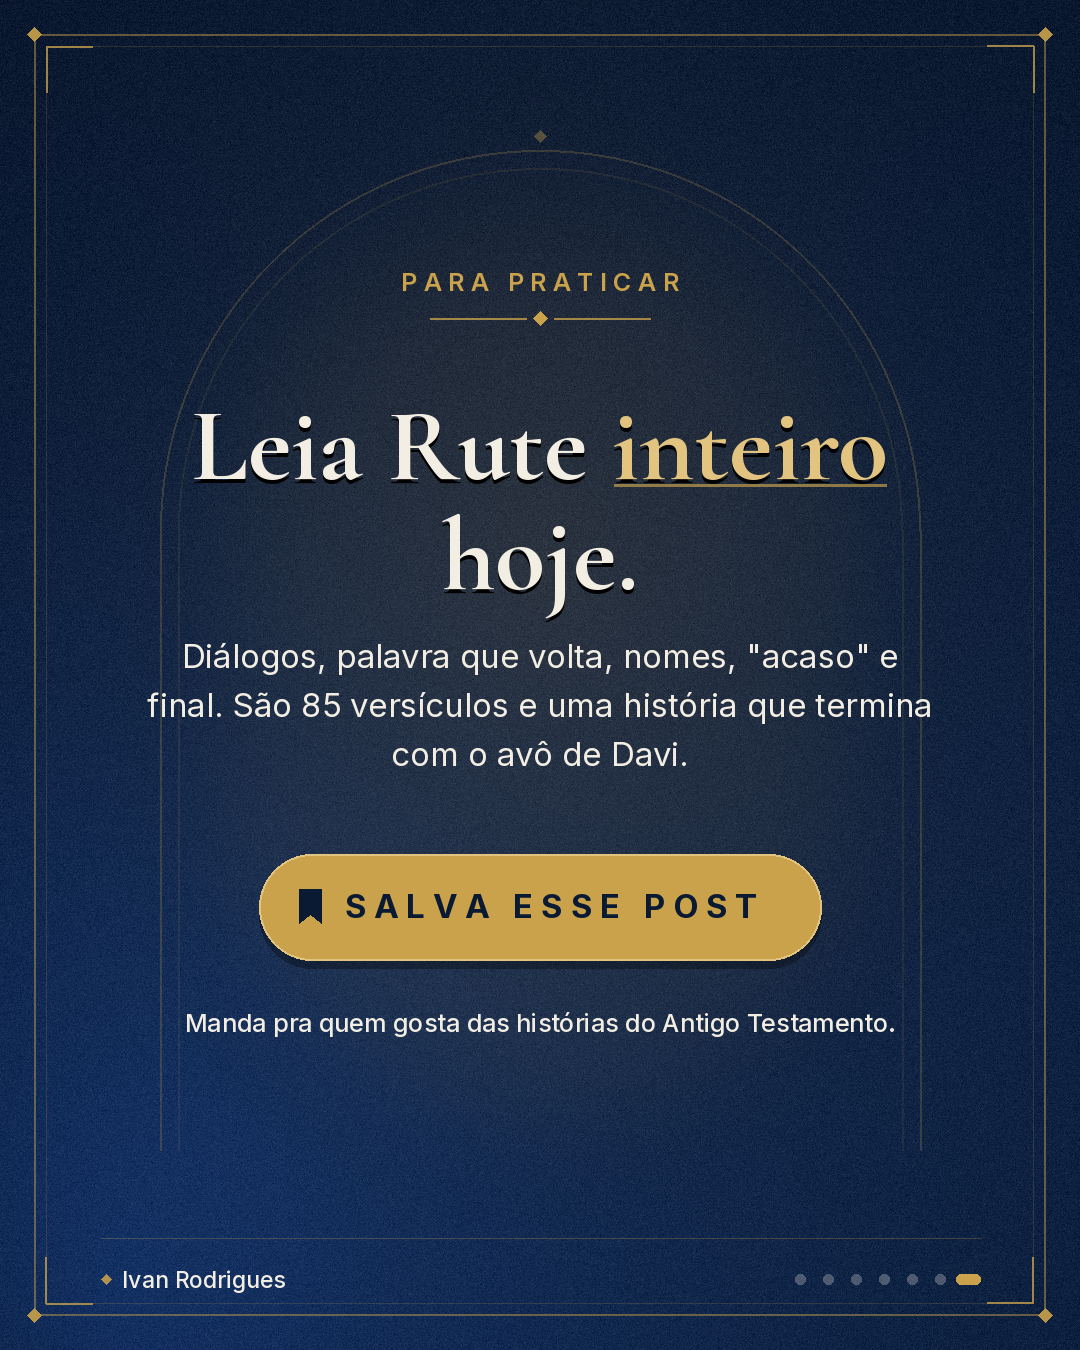 PARA PRATICAR
Leia Rute inteiro
hoje.
Diálogos, palavra que volta, nomes, "acaso" e
final. São 85 versículos e uma história que termina
com o avô de Davi.
SALVA ESSE POST
Manda pra quem gosta das histórias do Antigo Testamento.
Ivan Rodrigues